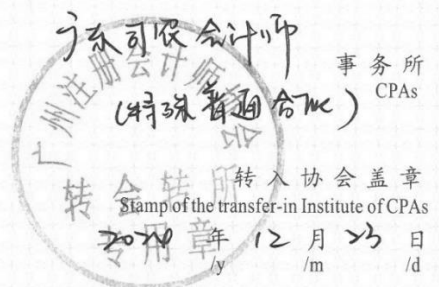 广东司农会计师
事务所
CPAs
(特殊普通合伙)
广州注册会计师协会
转会转所
专用章
转入协会盖章
Stamp of the transfer-in Institute of CPAs
2024 年 12 月 23 日
/y /m /d